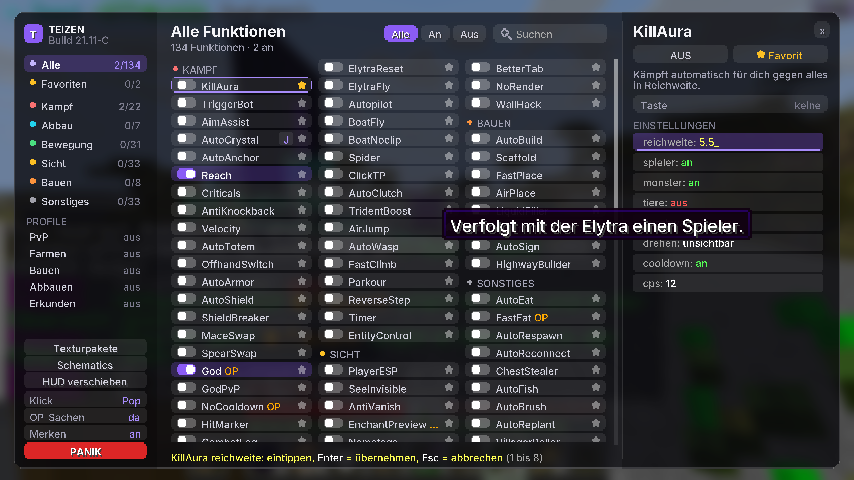 TEIZEN
Build 21.11-C
Alle 2/134
Favoriten 0/2
Kampf 2/22
Abbau 0/7
Bewegung 0/31
Sicht 0/33
Bauen 0/8
Sonstiges 0/33
PROFILE
PvP aus
Farmen aus
Bauen aus
Abbauen aus
Erkunden aus
Texturpakete
Schematics
HUD verschieben
Klick Pop
OP-Sachen da
Merken an
PANIK
Alle Funktionen
134 Funktionen · 2 an
Alle An Aus Suchen
KAMPF
KillAura
TriggerBot
AimAssist
AutoCrystal J
AutoAnchor
Reach
Criticals
AntiKnockback
Velocity
AutoTotem
OffhandSwitch
AutoArmor
AutoShield
ShieldBreaker
MaceSwap
SpearSwap
God OP
GodPvP
NoCooldown OP
HitMarker
ElytraReset
ElytraFly
Autopilot
BoatFly
BoatNoclip
Spider
ClickTP
AutoClutch
TridentBoost
AirJump
AutoWasp
FastClimb
Parkour
ReverseStep
Timer
EntityControl
SICHT
PlayerESP
SeeInvisible
AntiVanish
EnchantPreview ...
Nametags
BetterTab
NoRender
WallHack
BAUEN
AutoBuild
Scaffold
FastPlace
AirPlace
AutoSign
HighwayBuilder
SONSTIGES
AutoEat
FastEat OP
AutoRespawn
AutoReconnect
ChestStealer
AutoFish
AutoBrush
AutoReplant
Verfolgt mit der Elytra einen Spieler.
KillAura reichweite: eintippen, Enter = übernehmen, Esc = abbrechen (1 bis 8)
KillAura x
AUS Favorit
Kämpft automatisch für dich gegen alles
in Reichweite.
Taste keine
EINSTELLUNGEN
reichweite: 5.5_
spieler: an
monster: an
tiere: aus
drehen: unsichtbar
cooldown: an
cps: 12